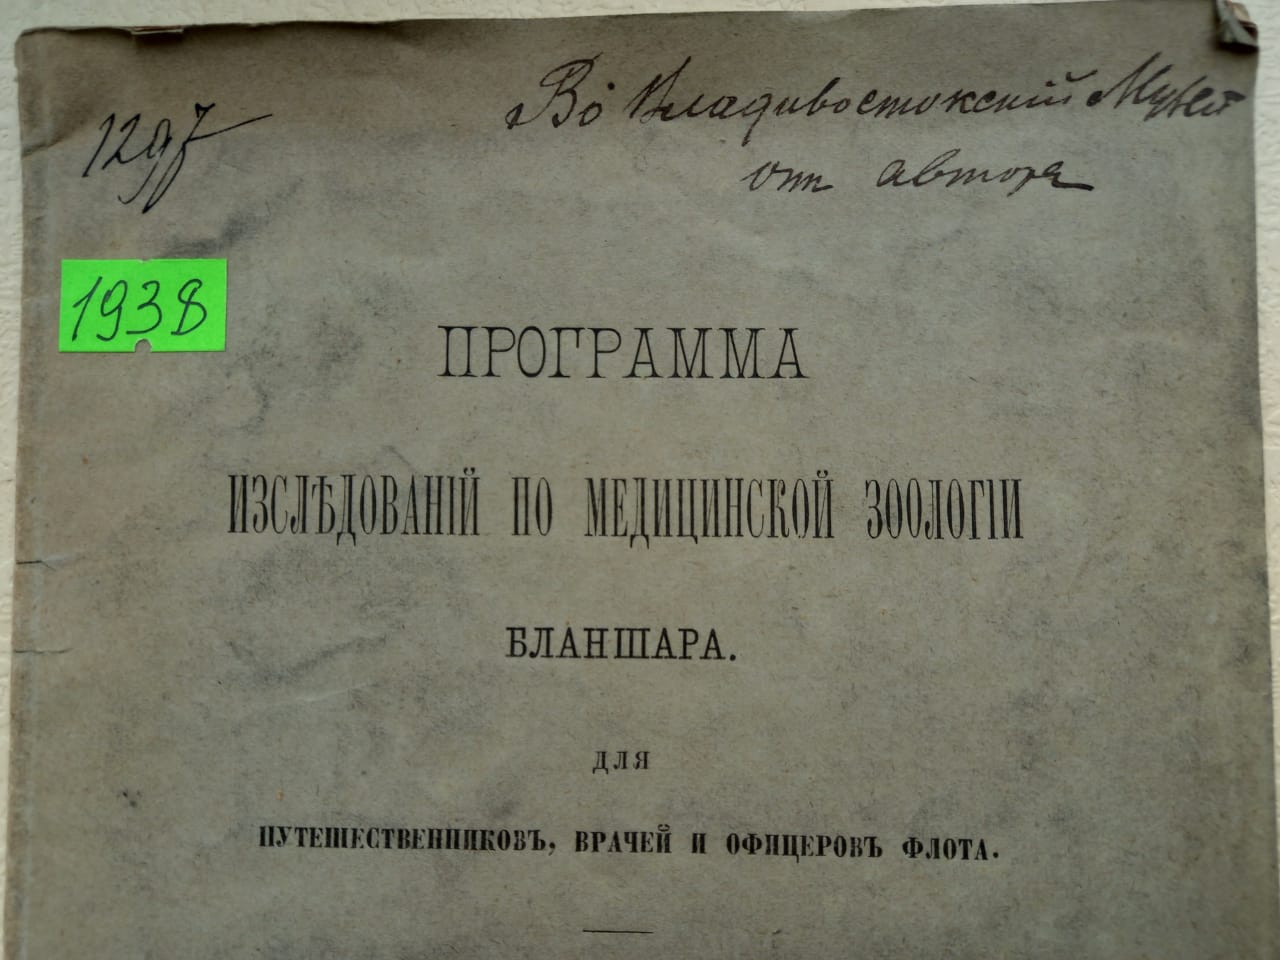 Во Владивостокский Музей
1297
от автора
1938
ПРОГРАММА
ИЗСЛѢДОВАНІЙ ПО МЕДИЦИНСКОЙ ЗООЛОГІИ
БЛАНШАРА.
ДЛЯ
ПУТЕШЕСТВЕННИКОВЪ, ВРАЧЕЙ И ОФИЦЕРОВЪ ФЛОТА.